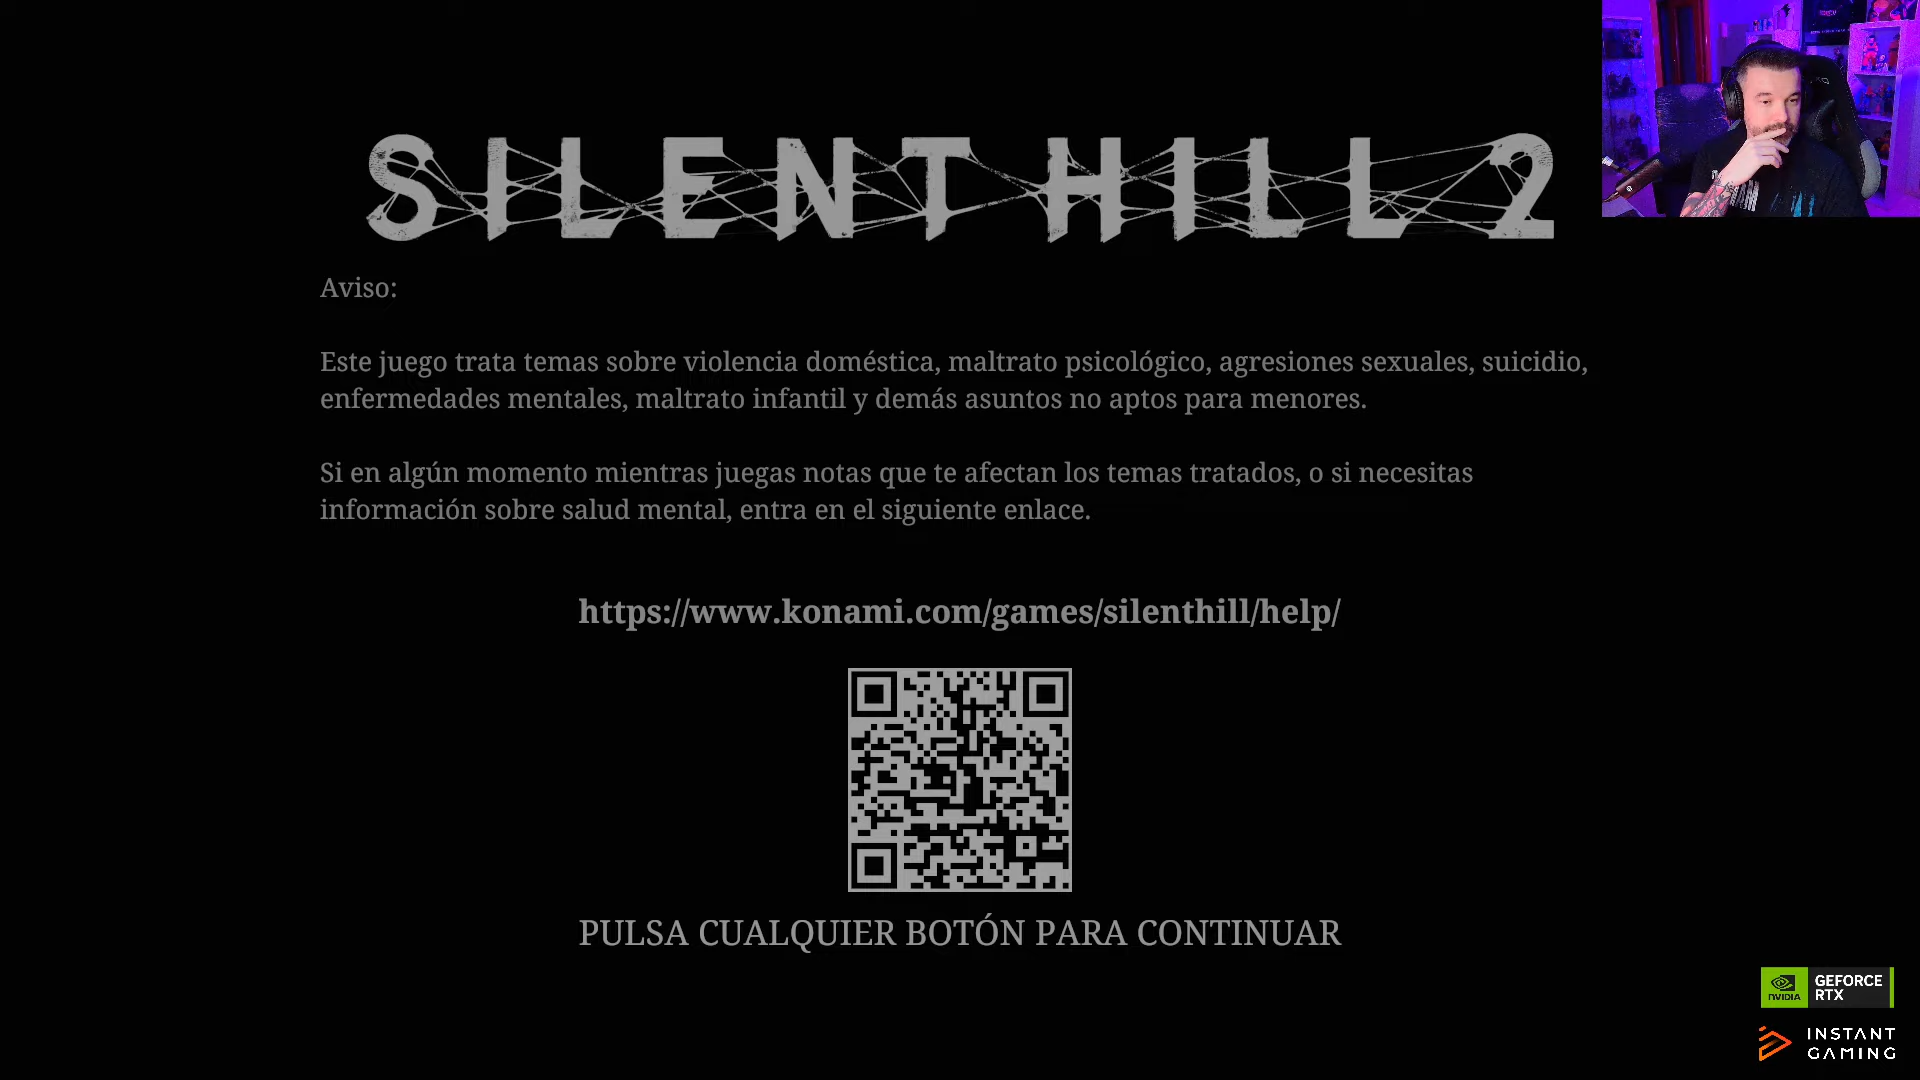 SILENT HILL 2
Aviso:
Este juego trata temas sobre violencia doméstica, maltrato psicológico, agresiones sexuales, suicidio,
enfermedades mentales, maltrato infantil y demás asuntos no aptos para menores.
Si en algún momento mientras juegas notas que te afectan los temas tratados, o si necesitas
información sobre salud mental, entra en el siguiente enlace.
https://www.konami.com/games/silenthill/help/
PULSA CUALQUIER BOTÓN PARA CONTINUAR
NVIDIA
GEFORCE
RTX
INSTANT
GAMING